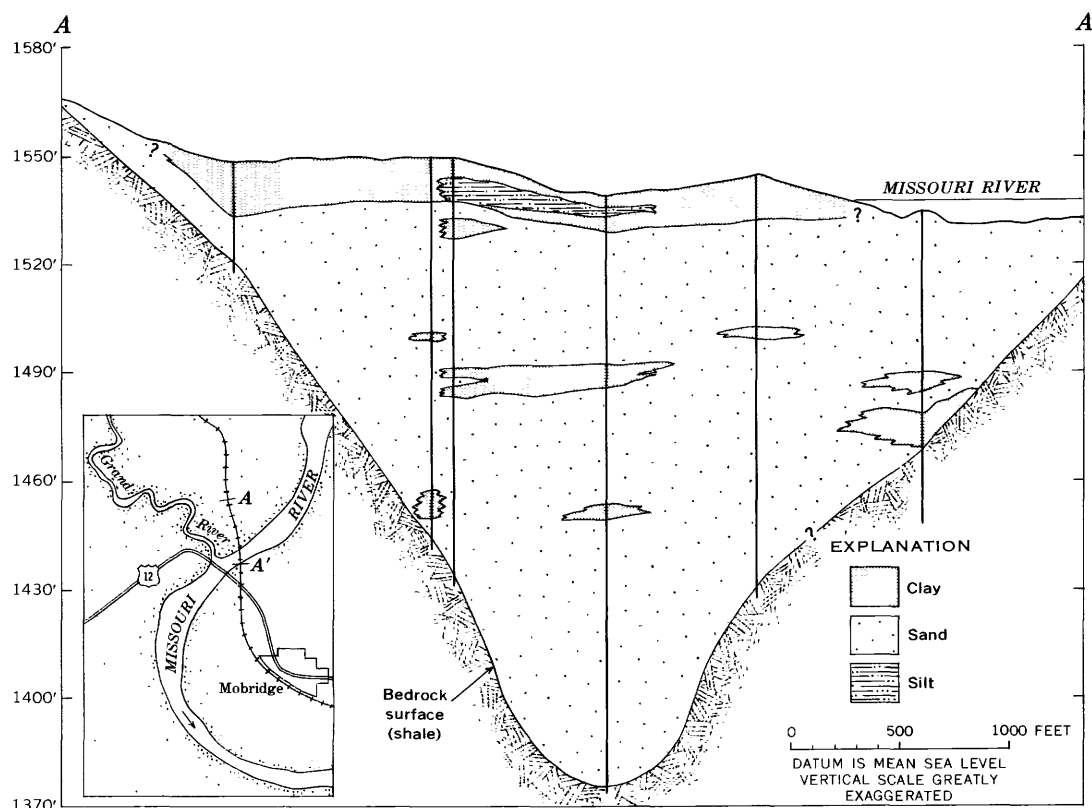 A
A
1580'
1550'
1520'
1490'
1460'
1430'
1400'
1370'
?
MISSOURI RIVER
?
?
Grand
River
RIVER
A
A'
12
MISSOURI
Mobridge
Bedrock
surface
(shale)
EXPLANATION
Clay
Sand
Silt
0 500 1000 FEET
DATUM IS MEAN SEA LEVEL
VERTICAL SCALE GREATLY
EXAGGERATED